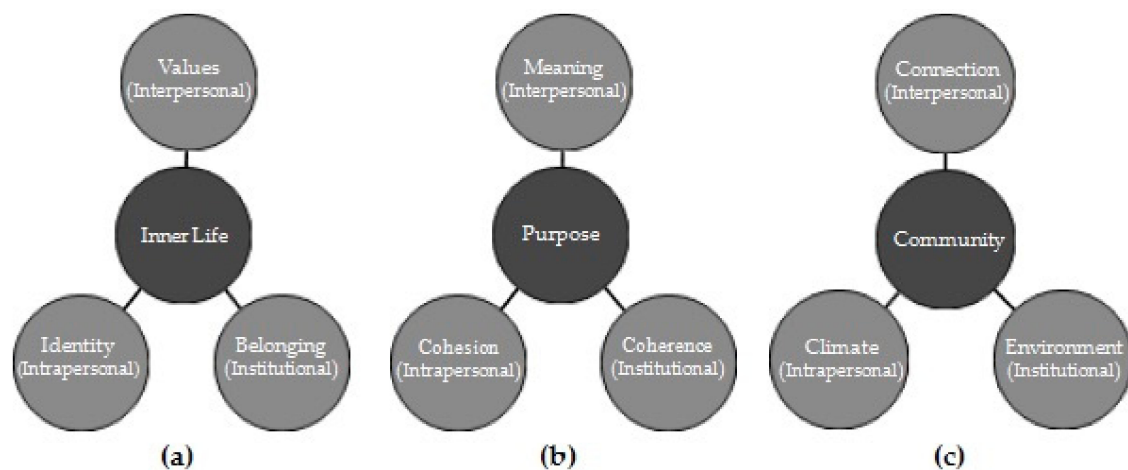 Values
(Interpersonal)
Inner Life
Identity
(Intrapersonal)
Belonging
(Institutional)
(a)
Meaning
(Interpersonal)
Purpose
Cohesion
(Intrapersonal)
Coherence
(Institutional)
(b)
Connection
(Interpersonal)
Community
Climate
(Intrapersonal)
Environment
(Institutional)
(c)